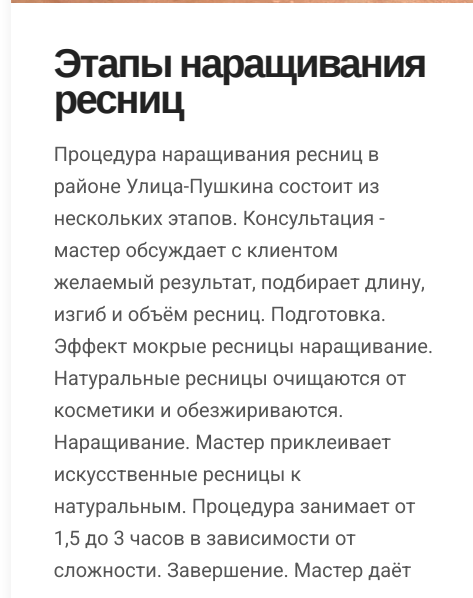 Этапы наращивания
ресниц
Процедура наращивания ресниц в
районе Улица-Пушкина состоит из
нескольких этапов. Консультация -
мастер обсуждает с клиентом
желаемый результат, подбирает длину,
изгиб и объём ресниц. Подготовка.
Эффект мокрые ресницы наращивание.
Натуральные ресницы очищаются от
косметики и обезжириваются.
Наращивание. Мастер приклеивает
искусственные ресницы к
натуральным. Процедура занимает от
1,5 до 3 часов в зависимости от
сложности. Завершение. Мастер даёт